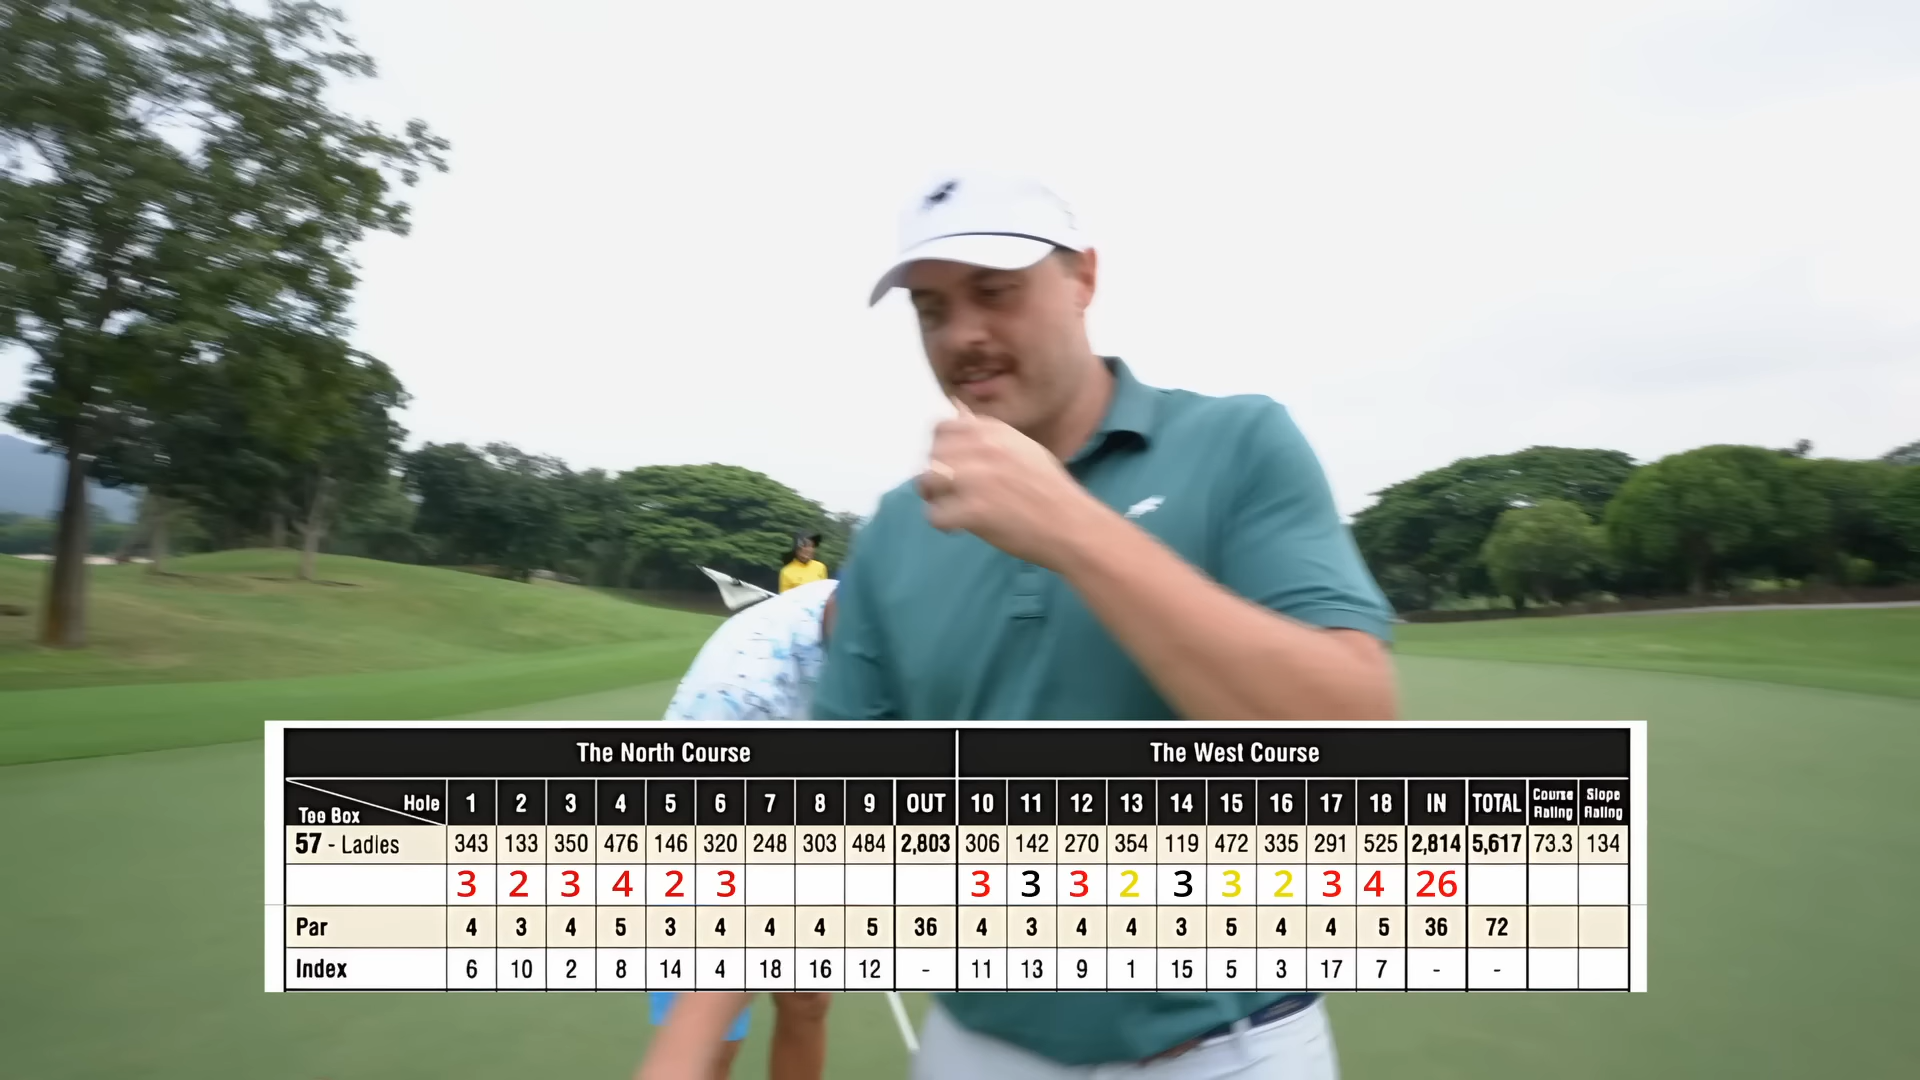 The North Course The West Course
Hole 1 2 3 4 5 6 7 8 9 OUT 10 11 12 13 14 15 16 17 18 IN TOTAL Course Rating Slope Rating
Tee Box
57 - Ladies 343 133 350 476 146 320 248 303 484 2,803 306 142 270 354 119 472 335 291 525 2,814 5,617 73.3 134
3 2 3 4 2 3 3 3 3 2 3 3 2 3 4 26
Par 4 3 4 5 3 4 4 4 5 36 4 3 4 4 3 5 4 4 5 36 72
Index 6 10 2 8 14 4 18 16 12 - 11 13 9 1 15 5 3 17 7 - -